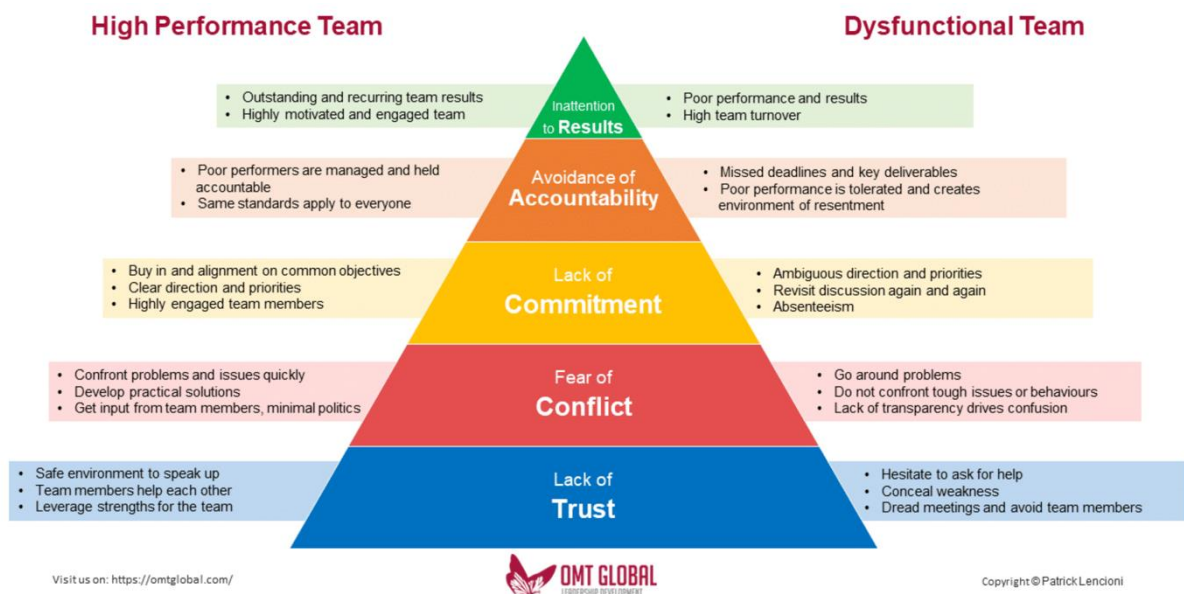 High Performance Team
Dysfunctional Team
• Outstanding and recurring team results
• Highly motivated and engaged team
Inattention
to Results
• Poor performance and results
• High team turnover
• Poor performers are managed and held
accountable
• Same standards apply to everyone
Avoidance of
Accountability
• Missed deadlines and key deliverables
• Poor performance is tolerated and creates
environment of resentment
• Buy in and alignment on common objectives
• Clear direction and priorities
• Highly engaged team members
Lack of
Commitment
• Ambiguous direction and priorities
• Revisit discussion again and again
• Absenteeism
• Confront problems and issues quickly
• Develop practical solutions
• Get input from team members, minimal politics
Fear of
Conflict
• Go around problems
• Do not confront tough issues or behaviours
• Lack of transparency drives confusion
• Safe environment to speak up
• Team members help each other
• Leverage strengths for the team
Lack of
Trust
• Hesitate to ask for help
• Conceal weakness
• Dread meetings and avoid team members
Visit us on: https://omtglobal.com/
OMT GLOBAL
LEADERSHIP DEVELOPMENT
Copyright © Patrick Lencioni